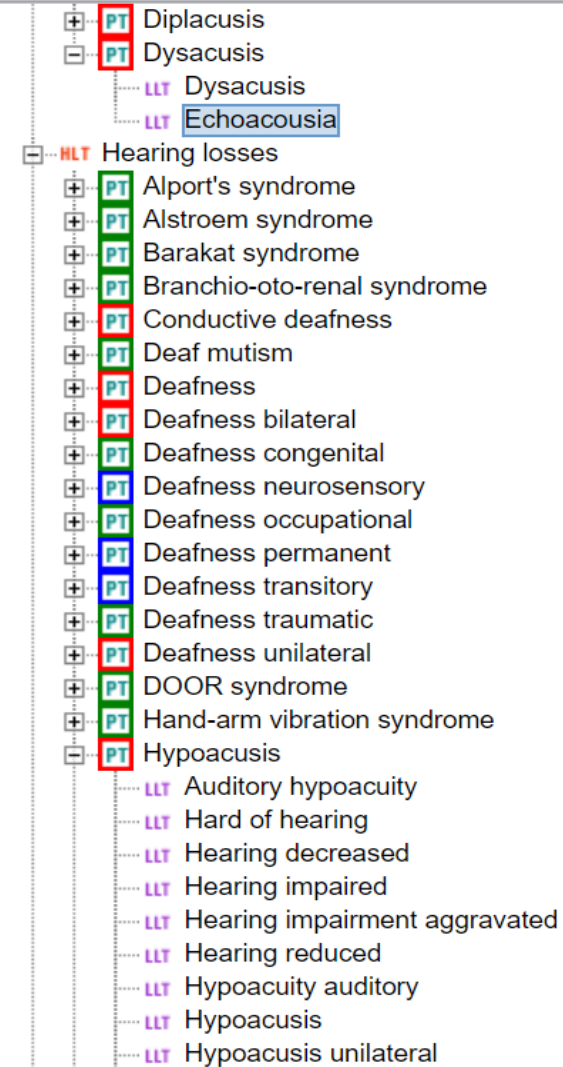 PT Diplacusis
PT Dysacusis
LLT Dysacusis
LLT Echoacousia
HLT Hearing losses
PT Alport's syndrome
PT Alstroem syndrome
PT Barakat syndrome
PT Branchio-oto-renal syndrome
PT Conductive deafness
PT Deaf mutism
PT Deafness
PT Deafness bilateral
PT Deafness congenital
PT Deafness neurosensory
PT Deafness occupational
PT Deafness permanent
PT Deafness transitory
PT Deafness traumatic
PT Deafness unilateral
PT DOOR syndrome
PT Hand-arm vibration syndrome
PT Hypoacusis
LLT Auditory hypoacuity
LLT Hard of hearing
LLT Hearing decreased
LLT Hearing impaired
LLT Hearing impairment aggravated
LLT Hearing reduced
LLT Hypoacuity auditory
LLT Hypoacusis
LLT Hypoacusis unilateral